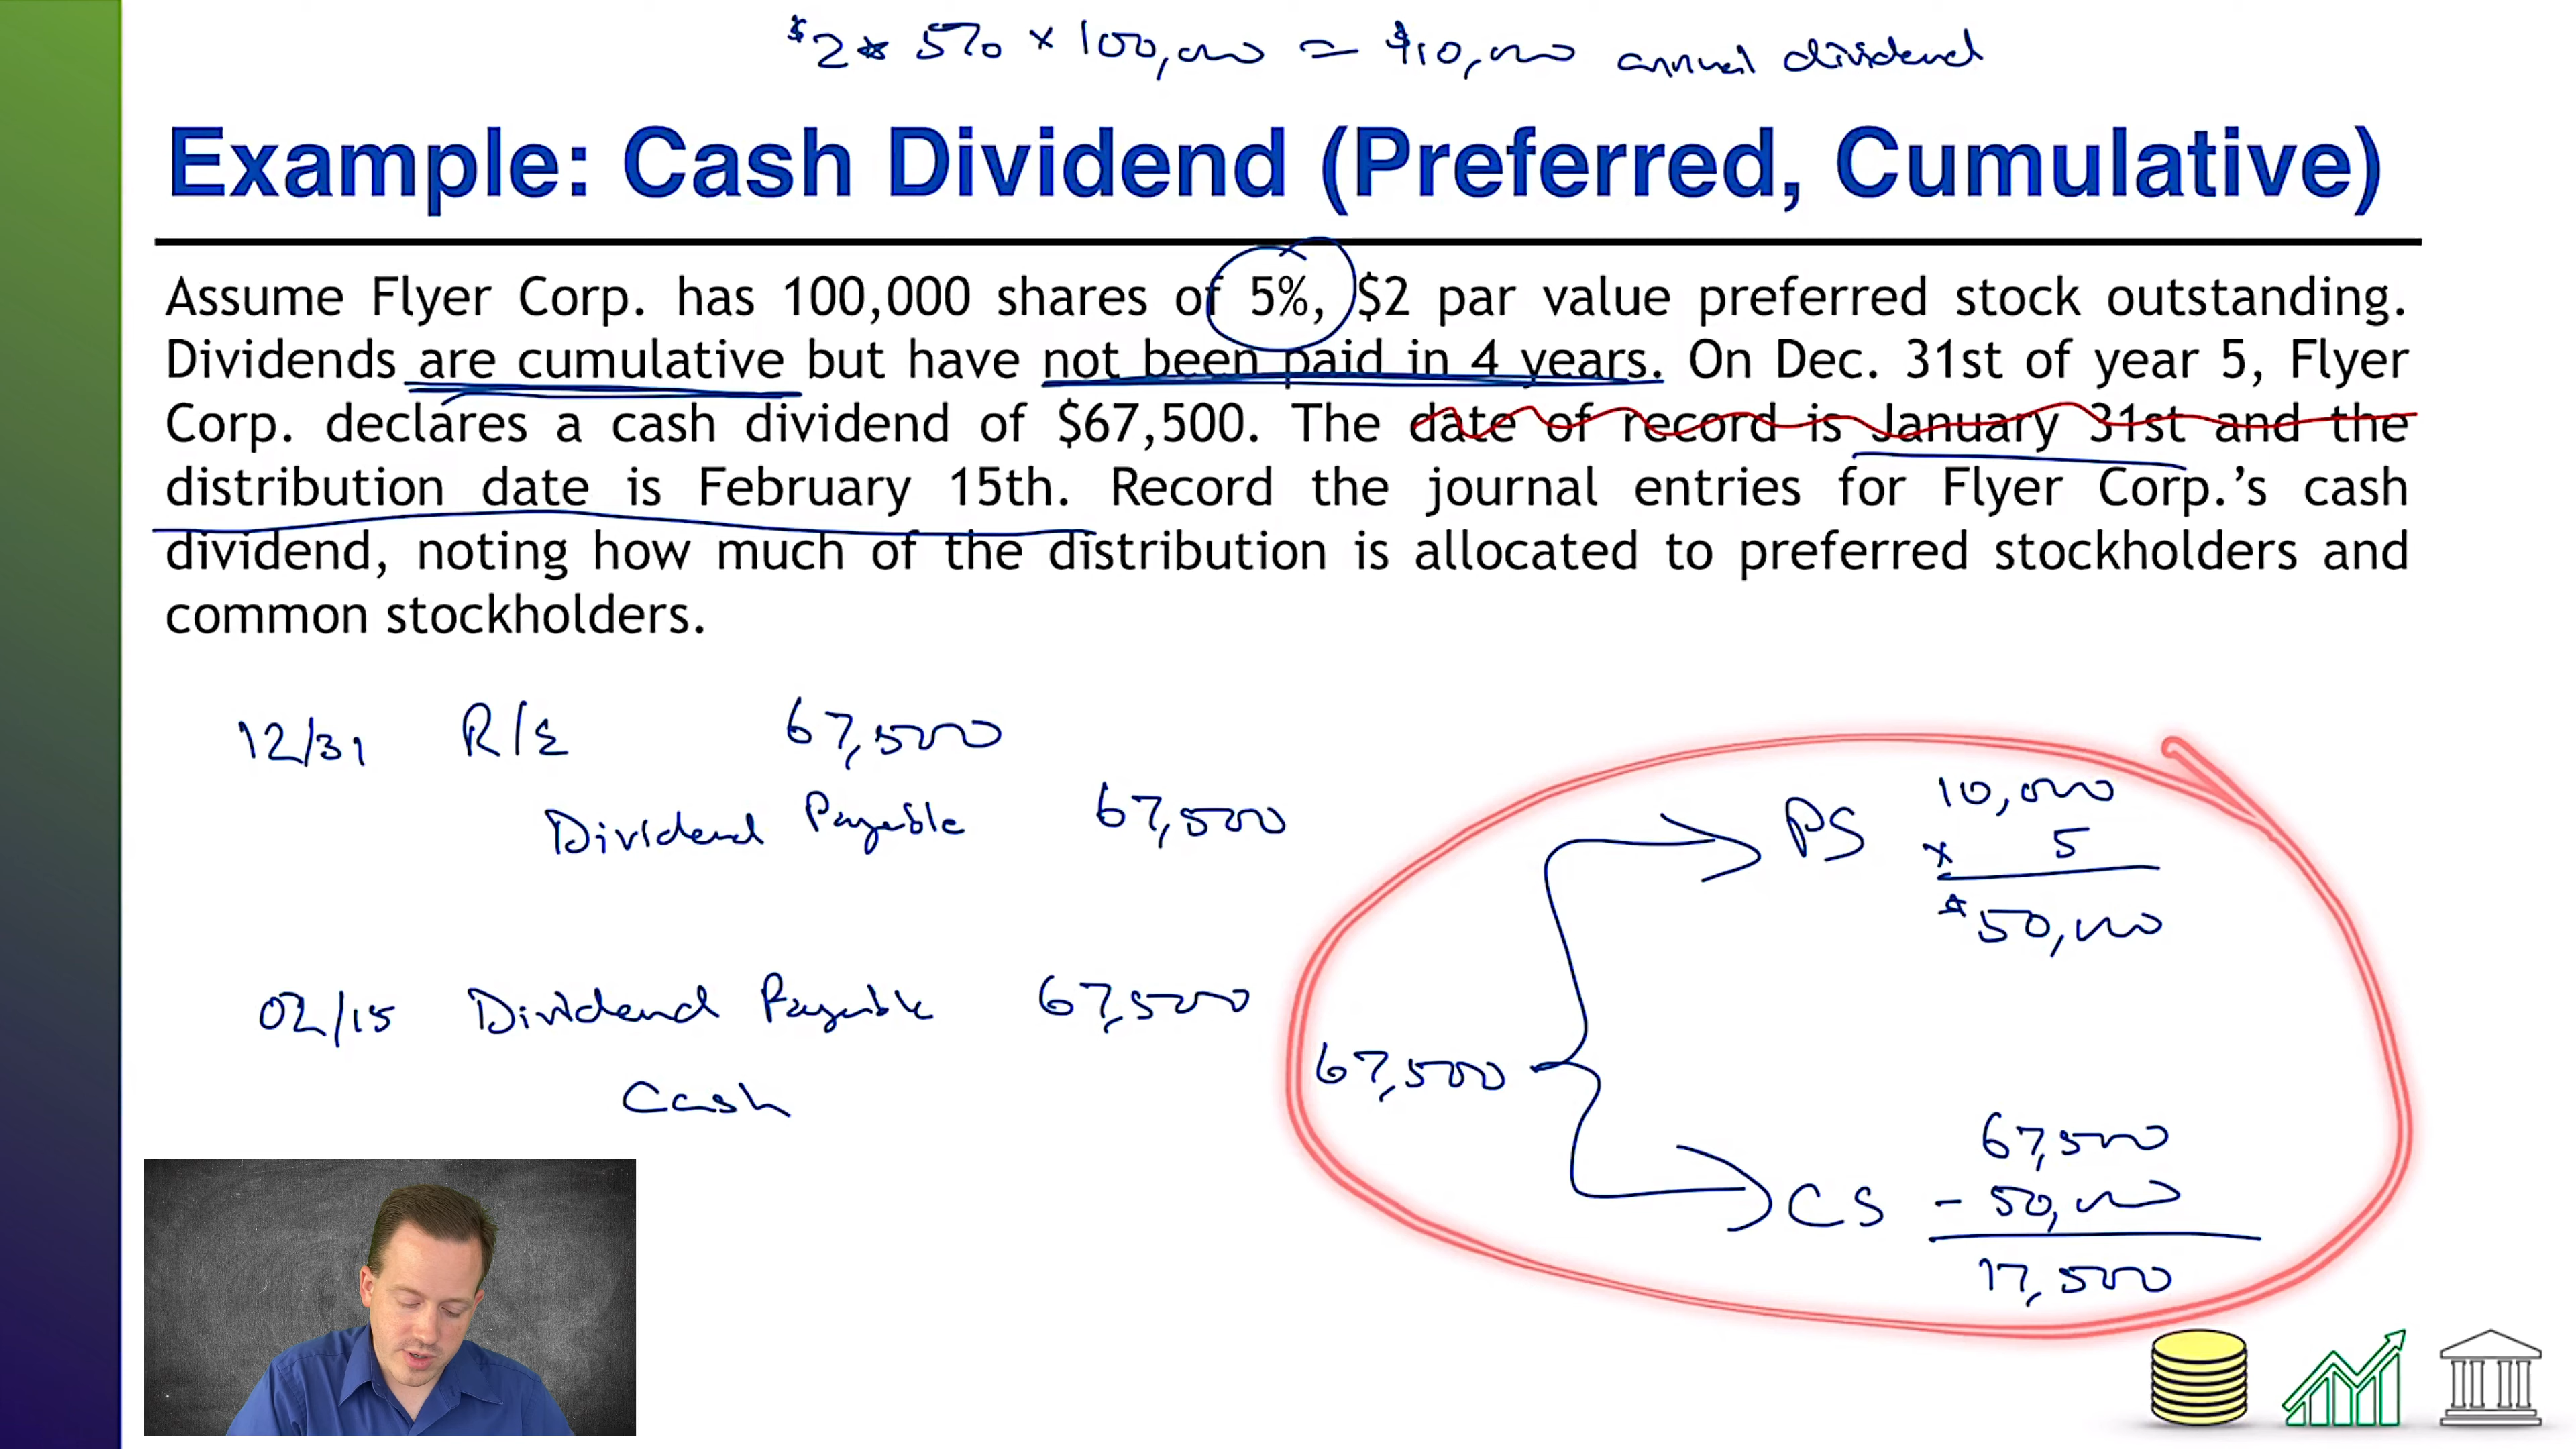 $2 * 5% × 100,000 = $10,000 annual dividend
Example: Cash Dividend (Preferred, Cumulative)
Assume Flyer Corp. has 100,000 shares of 5%, $2 par value preferred stock outstanding.
Dividends are cumulative but have not been paid in 4 years. On Dec. 31st of year 5, Flyer
Corp. declares a cash dividend of $67,500. The date of record is January 31st and the
distribution date is February 15th. Record the journal entries for Flyer Corp.’s cash
dividend, noting how much of the distribution is allocated to preferred stockholders and
common stockholders.
12/31 R/E 67,500
Dividend Payable 67,500
02/15 Dividend Payable 67,500
Cash
67,500
PS 10,000
× 5
$50,000
CS 67,500
- 50,000
17,500